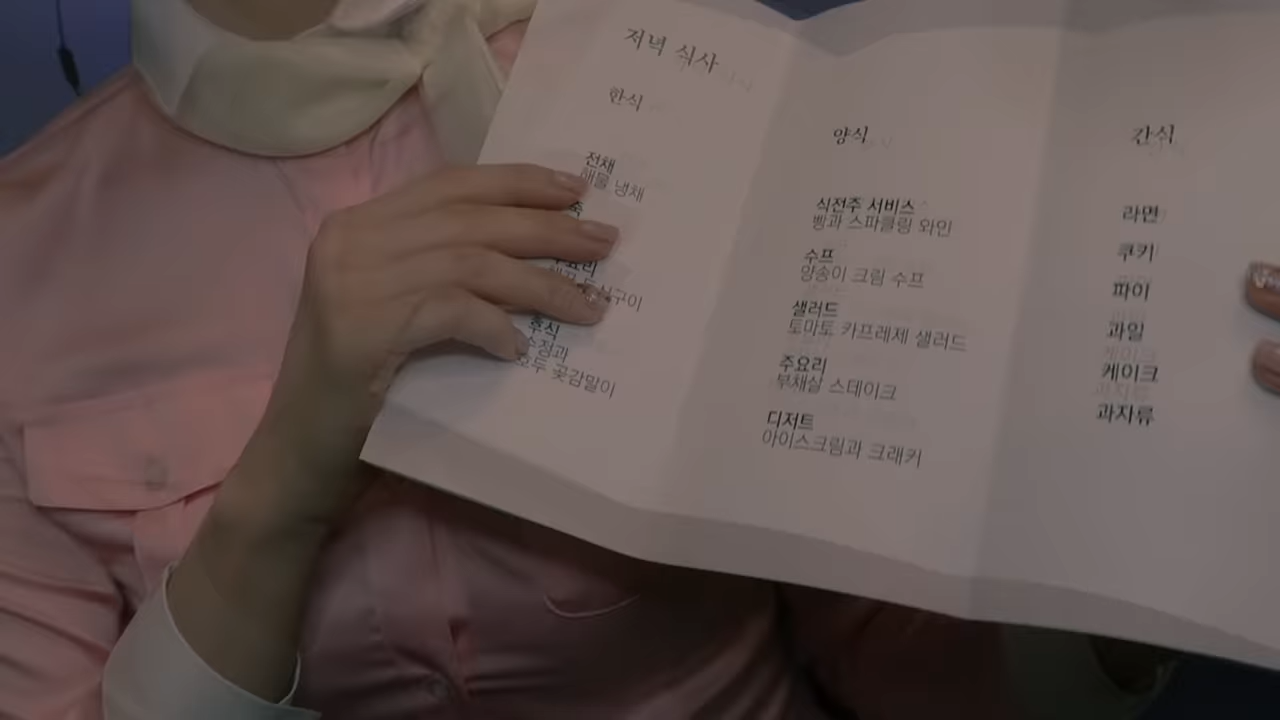 저녁 식사
한식
전채
해물 냉채
죽
후식
수정과
호두 곶감말이
양식
식전주 서비스
빵과 스파클링 와인
수프
양송이 크림 수프
샐러드
토마토 카프레제 샐러드
주요리
부채살 스테이크
디저트
아이스크림과 크래커
간식
라면
쿠키
파이
과일
케이크
과자류